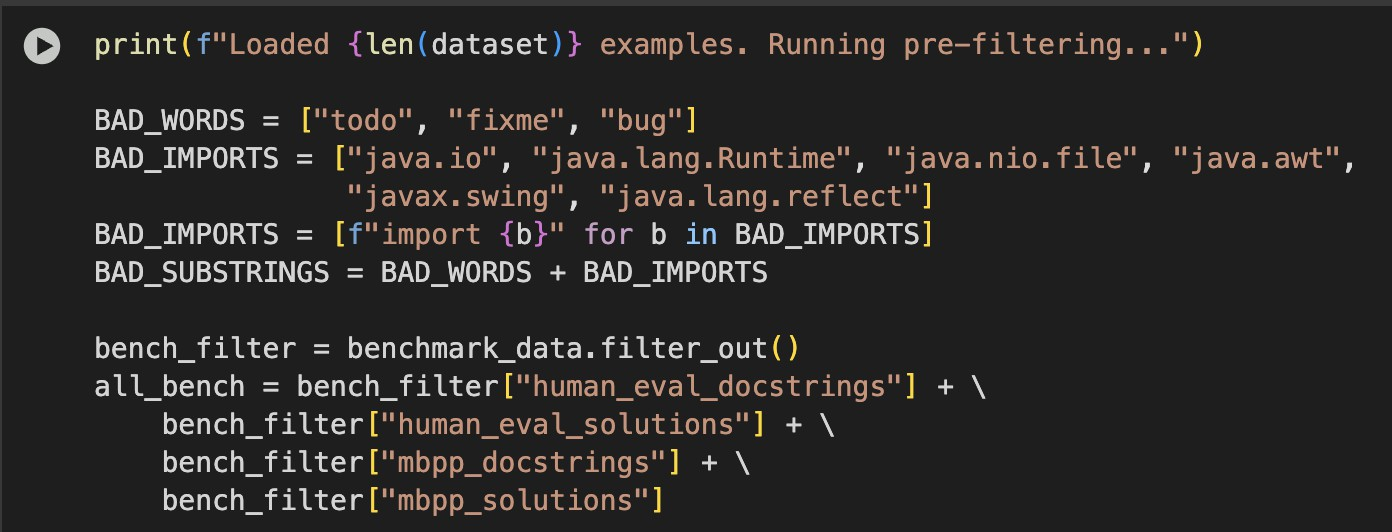 print(f"Loaded {len(dataset)} examples. Running pre-filtering...")
BAD_WORDS = ["todo", "fixme", "bug"]
BAD_IMPORTS = ["java.io", "java.lang.Runtime", "java.nio.file", "java.awt",
"javax.swing", "java.lang.reflect"]
BAD_IMPORTS = [f"import {b}" for b in BAD_IMPORTS]
BAD_SUBSTRINGS = BAD_WORDS + BAD_IMPORTS
bench_filter = benchmark_data.filter_out()
all_bench = bench_filter["human_eval_docstrings"] + \
bench_filter["human_eval_solutions"] + \
bench_filter["mbpp_docstrings"] + \
bench_filter["mbpp_solutions"]